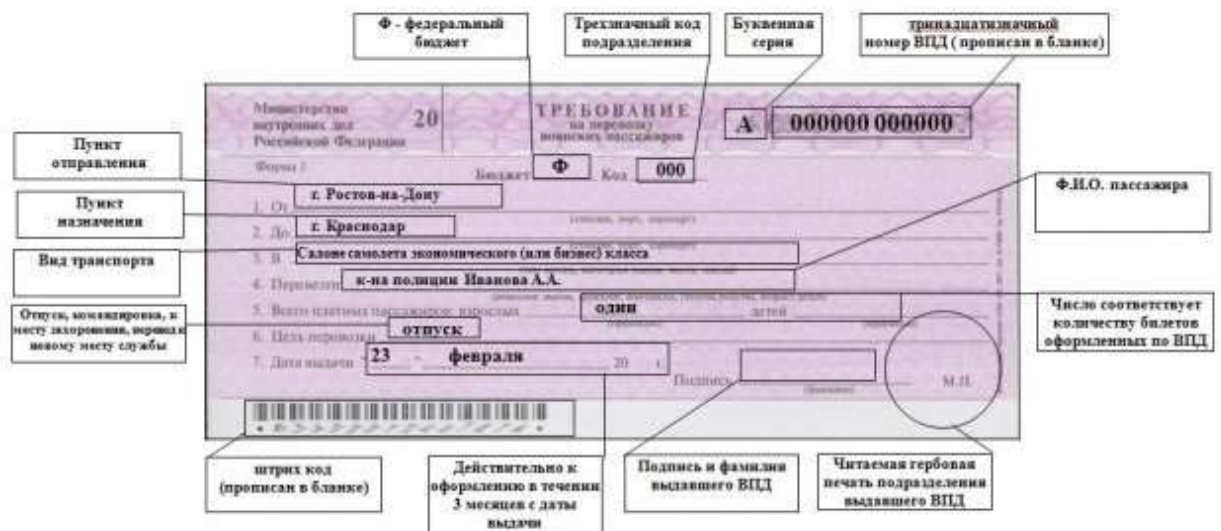 Ф - федеральный
бюджет
Трехзначный код
подразделения
Буквенная
серия
тринадцатизначный
номер ВПД ( прописан в бланке)
Министерство
внутренних дел
Российской Федерации
20
ТРЕБОВАНИЕ
на перевозку
воинских пассажиров
А
000000 000000
Форма 1
Бюджет Ф Код 000
Пункт
отправления
1. От г. Ростов-на-Дону
Ф.И.О. пассажира
Пункт
назначения
2. До г. Краснодар
Вид транспорта
3. В Салоне самолета экономического (или бизнес) класса
4. Перевезти к-на полиции Иванова А.А.
5. Всего платных пассажиров: взрослых один детей
Отпуск, командировка, к
месту захоронения, перевод к
новому месту службы
6. Цель перевозки отпуск
Число соответствует
количеству билетов
оформленных по ВПД
7. Дата выдачи 23 - февраля 20 г.
Подпись
М.П.
штрих код
(прописан в бланке)
Действительно к
оформлению в течении
3 месяцев с даты
выдачи
Подпись и фамилия
выдавшего ВПД
Читаемая гербовая
печать подразделения
выдавшего ВПД